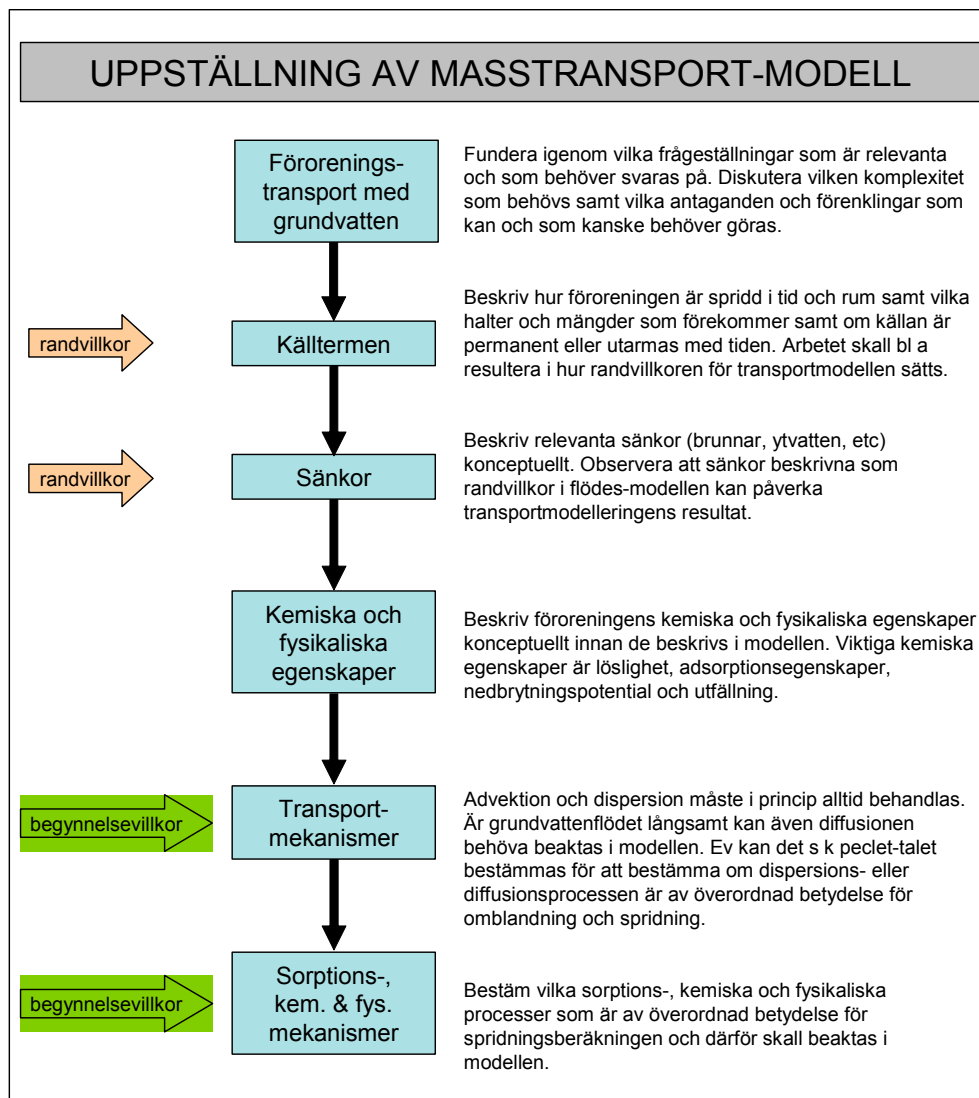 UPPSTÄLLNING AV MASSTRANSPORT-MODELL
Föroreningstransport med
Förorenings-
transport med
grundvatten
Fundera igenom vilka frågeställningar som är relevanta
och som behöver svaras på. Diskutera vilken komplexitet
som behövs samt vilka antaganden och förenklingar som
kan och som kanske behöver göras.
randvillkor
Källtermen
Beskriv hur föroreningen är spridd i tid och rum samt vilka
halter och mängder som förekommer samt om källan är
permanent eller utarmas med tiden. Arbetet skall bl a
resultera i hur randvillkoren för transportmodellen sätts.
randvillkor
Sänkor
Beskriv relevanta sänkor (brunnar, ytvatten, etc)
konceptuellt. Observera att sänkor beskrivna som
randvillkor i flödes-modellen kan påverka
transportmodelleringens resultat.
Kemiska och
fysikaliska
egenskaper
Beskriv föroreningens kemiska och fysikaliska egenskaper
konceptuellt innan de beskrivs i modellen. Viktiga kemiska
egenskaper är löslighet, adsorptionsegenskaper,
nedbrytningspotential och utfällning.
begynnelsevillkor
Transport-
mekanismer
Advektion och dispersion måste i princip alltid behandlas.
Är grundvattenflödet långsamt kan även diffusionen
behöva beaktas i modellen. Ev kan det s k peclet-talet
bestämmas för att bestämma om dispersions- eller
diffusionsprocessen är av överordnad betydelse för
omblandning och spridning.
begynnelsevillkor
Sorptions-,
kem. & fys.
mekanismer
Bestäm vilka sorptions-, kemiska och fysikaliska
processer som är av överordnad betydelse för
spridningsberäkningen och därför skall beaktas i
modellen.